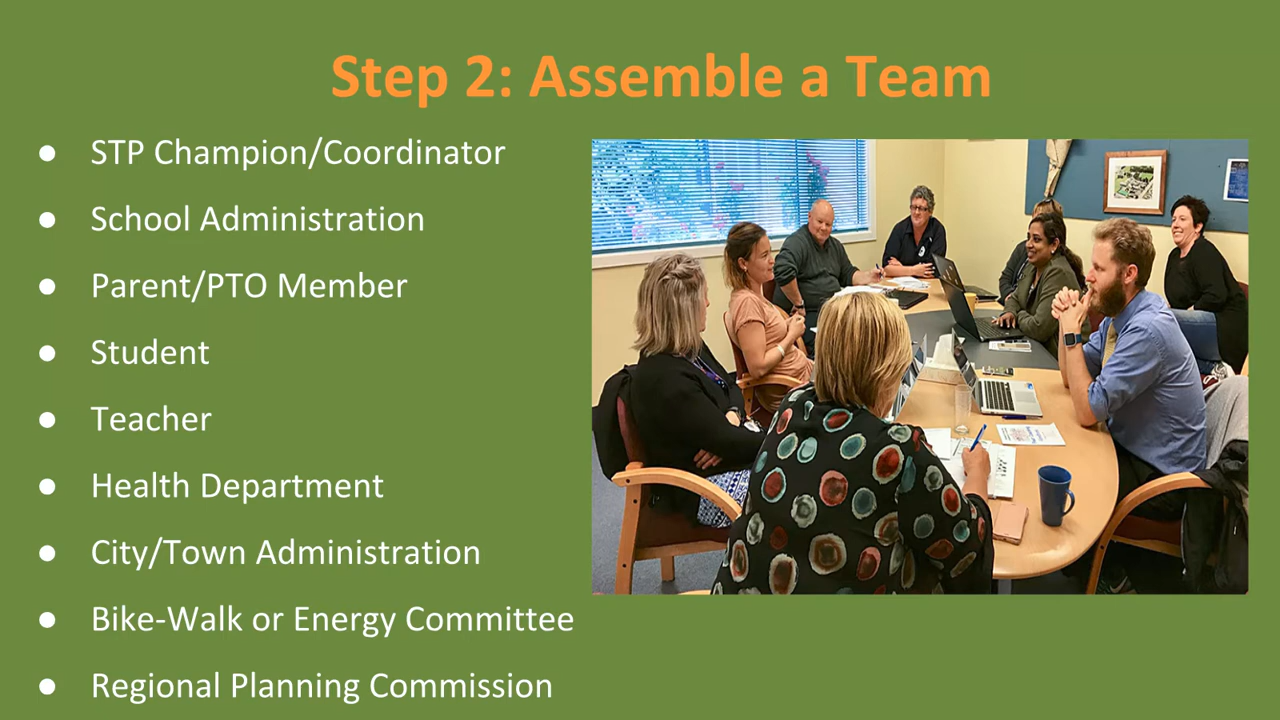 Step 2: Assemble a Team
● STP Champion/Coordinator
● School Administration
● Parent/PTO Member
● Student
● Teacher
● Health Department
● City/Town Administration
● Bike-Walk or Energy Committee
● Regional Planning Commission